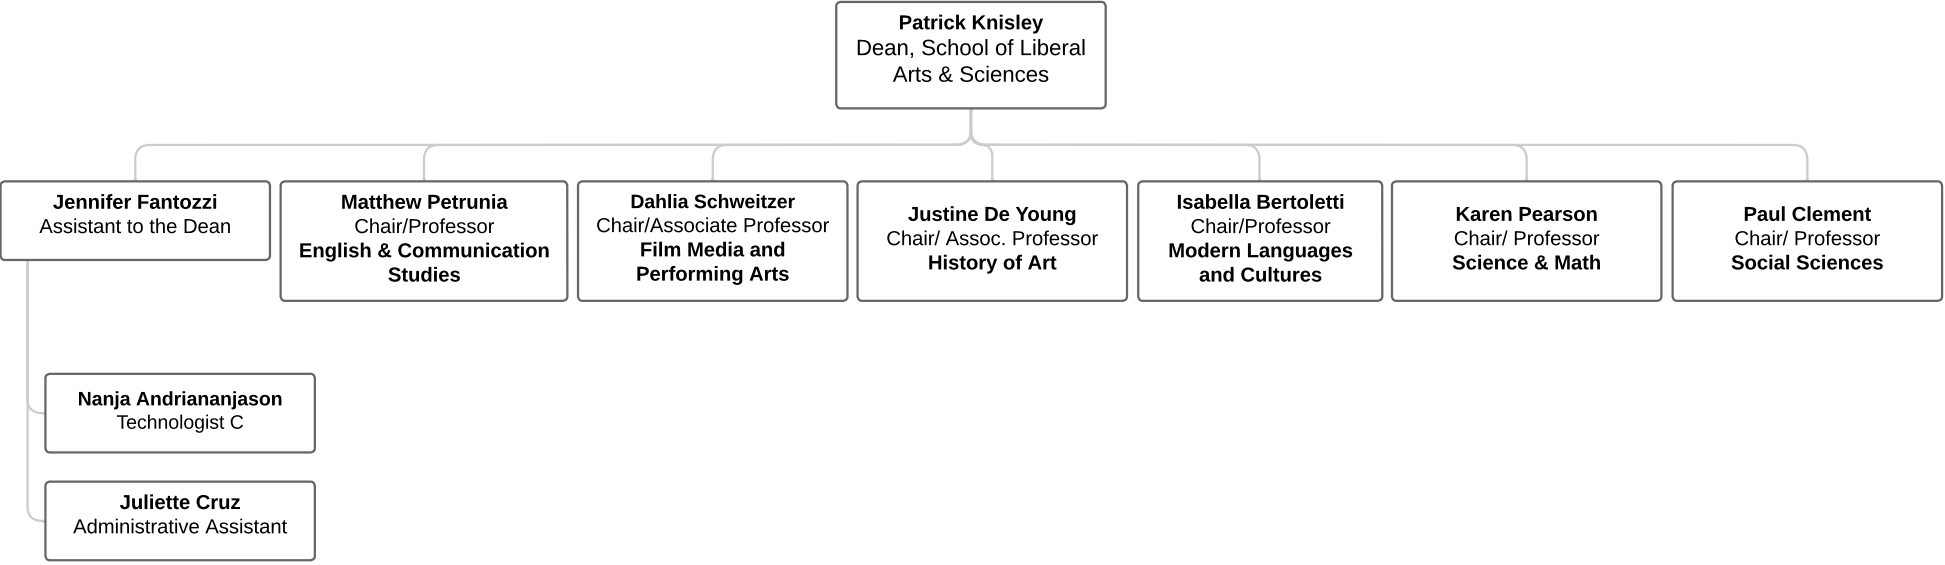 Patrick Knisley
Dean, School of Liberal
Arts & Sciences
Jennifer Fantozzi
Assistant to the Dean
Matthew Petrunia
Chair/Professor
English & Communication
Studies
Dahlia Schweitzer
Chair/Associate Professor
Film Media and
Performing Arts
Justine De Young
Chair/ Assoc. Professor
History of Art
Isabella Bertoletti
Chair/Professor
Modern Languages
and Cultures
Karen Pearson
Chair/ Professor
Science & Math
Paul Clement
Chair/ Professor
Social Sciences
Nanja Andriananjason
Technologist C
Juliette Cruz
Administrative Assistant